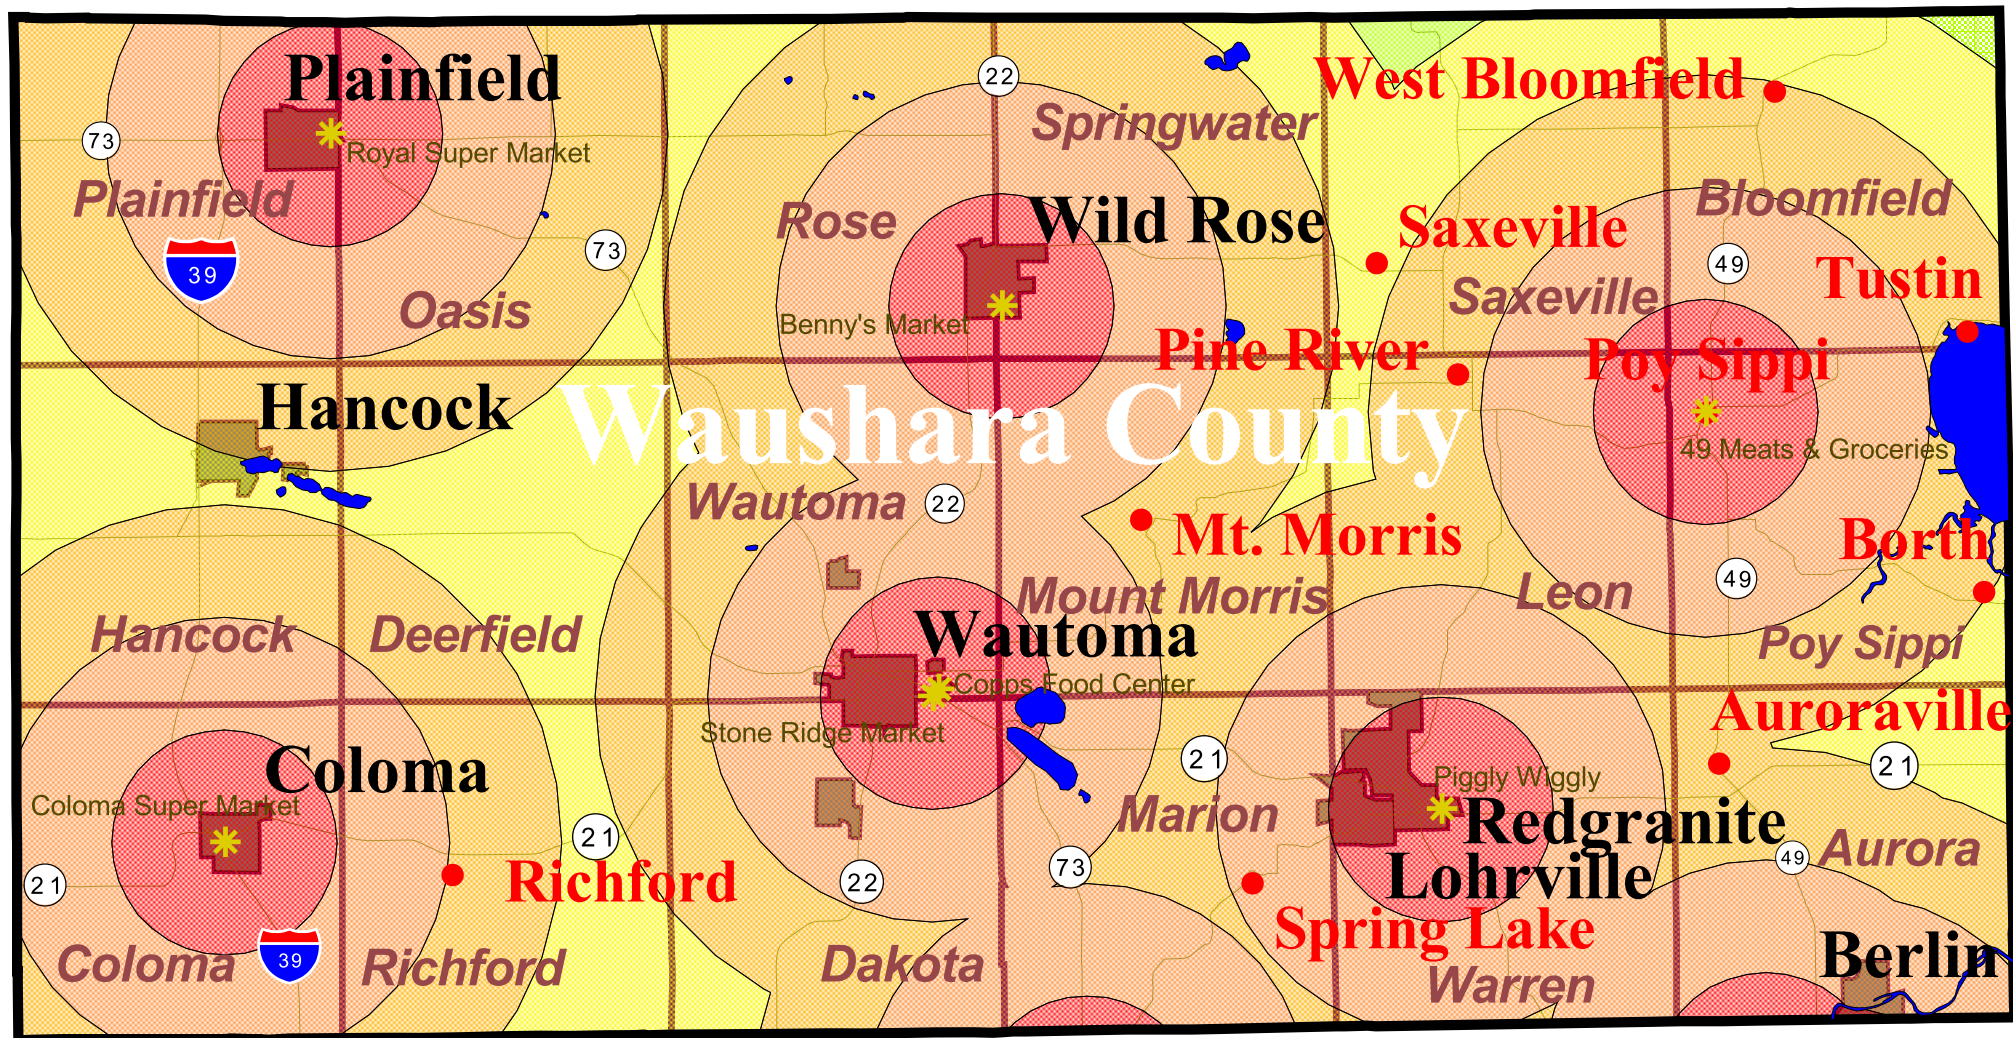 Plainfield
West Bloomfield
22
Springwater
73
Royal Super Market
Plainfield
Rose
Wild Rose
Saxeville
Bloomfield
73
39
49
Tustin
Oasis
Saxeville
Benny's Market
Pine River
Poy Sippi
Hancock
Waushara County
49 Meats & Groceries
Wautoma
22
Mt. Morris
Borth
49
Mount Morris
Leon
Hancock
Deerfield
Wautoma
Poy Sippi
Copps Food Center
Auroraville
Stone Ridge Market
21
21
Coloma
Piggly Wiggly
Coloma Super Market
Marion
Redgranite
21
Aurora
49
73
21
Richford
22
Lohrville
Spring Lake
Berlin
Coloma
39
Richford
Dakota
Warren